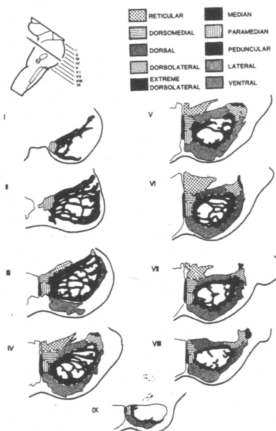 RETICULAR
DORSOMEDIAL
DORSAL
DORSOLATERAL
EXTREME
DORSOLATERAL
MEDIAN
PARAMEDIAN
PEDUNCULAR
LATERAL
VENTRAL
I
II
III
IV
V
VI
VII
VIII
IX